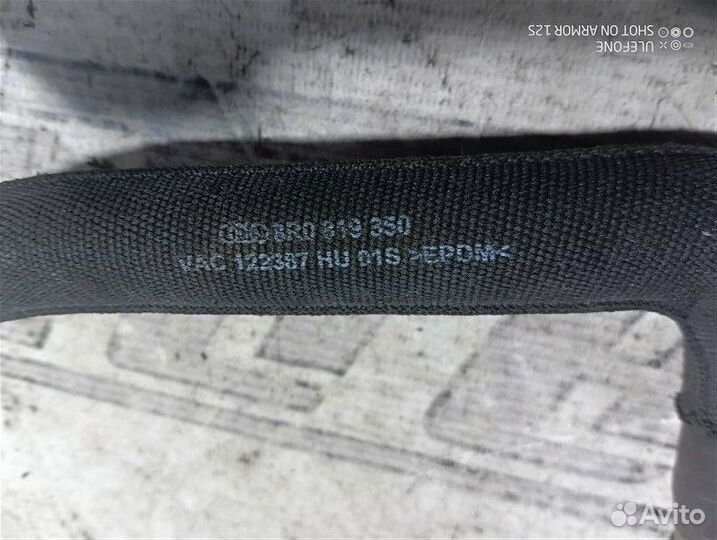 SHOT ON ARMOR 12S
ULEFONE
8R0 819 350
VAC 122387 HU 01S >EPDM<
Avito